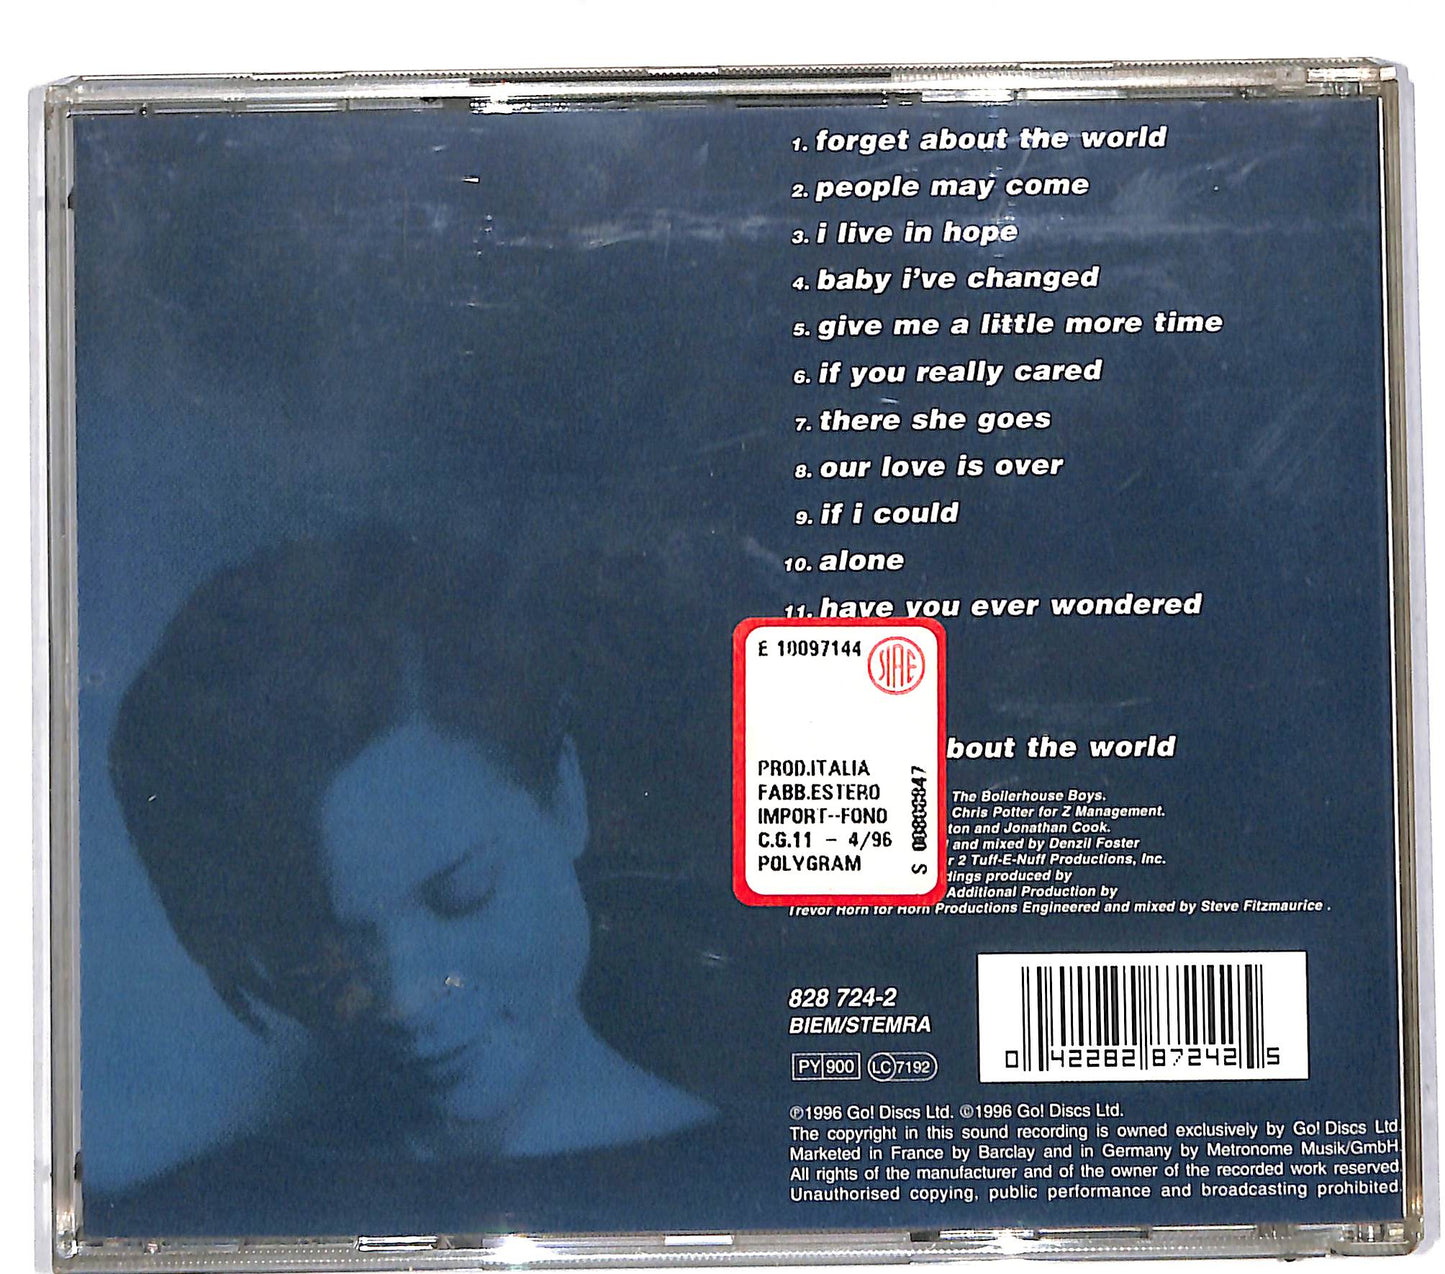 1. forget about the world
2. people may come
3. i live in hope
4. baby i've changed
5. give me a little more time
6. if you really cared
7. there she goes
8. our love is over
9. if i could
10. alone
11. have you ever wondered
E 10097144 SIAE
PROD.ITALIA
FABB.ESTERO
IMPORT--FONO
C.G.11 - 4/96
POLYGRAM
S 00808847
bout the world
The Boilerhouse Boys.
Chris Potter for Z Management.
ton and Jonathan Cook.
and mixed by Denzil Foster
r 2 Tuff-E-Nuff Productions, Inc.
dings produced by
Additional Production by
Trevor Horn for Horn Productions Engineered and mixed by Steve Fitzmaurice .
828 724-2
BIEM/STEMRA
PY 900 LC 7192
0 42282 87242 5
℗1996 Go! Discs Ltd. ©1996 Go! Discs Ltd.
The copyright in this sound recording is owned exclusively by Go! Discs Ltd.
Marketed in France by Barclay and in Germany by Metronome Musik/GmbH.
All rights of the manufacturer and of the owner of the recorded work reserved.
Unauthorised copying, public performance and broadcasting prohibited.